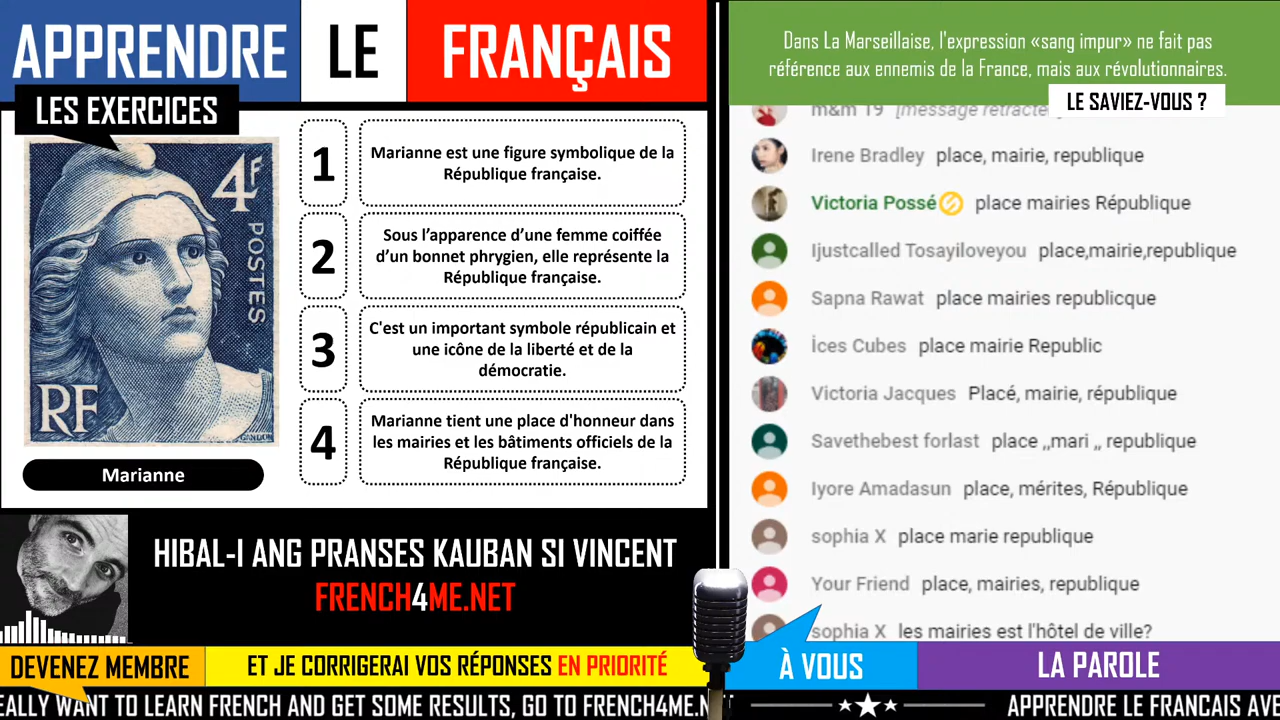 APPRENDRE LE FRANÇAIS
LES EXERCICES
4F
POSTES
RF
GANDON
Marianne
1
Marianne est une figure symbolique de la
République française.
2
Sous l'apparence d'une femme coiffée
d'un bonnet phrygien, elle représente la
République française.
3
C'est un important symbole républicain et
une icône de la liberté et de la
démocratie.
4
Marianne tient une place d'honneur dans
les mairies et les bâtiments officiels de la
République française.
HIBAL-I ANG PRANSES KAUBAN SI VINCENT
FRENCH4ME.NET
DEVENEZ MEMBRE
ET JE CORRIGERAI VOS RÉPONSES EN PRIORITÉ
EALLY WANT TO LEARN FRENCH AND GET SOME RESULTS, GO TO FRENCH4ME.N
Dans La Marseillaise, l'expression «sang impur» ne fait pas
référence aux ennemis de la France, mais aux révolutionnaires.
LE SAVIEZ-VOUS ?
m&m 19 [message retracte
Irene Bradley place, mairie, republique
Victoria Possé place mairies République
Ijustcalled Tosayiloveyou place,mairie,republique
Sapna Rawat place mairies republicque
İces Cubes place mairie Republic
Victoria Jacques Placé, mairie, république
Savethebest forlast place ,,mari ,, republique
Iyore Amadasun place, mérites, République
sophia X place marie republique
Your Friend place, mairies, republique
sophia X les mairies est l'hôtel de ville
À VOUS
LA PAROLE
APPRENDRE LE FRANCAIS AVE